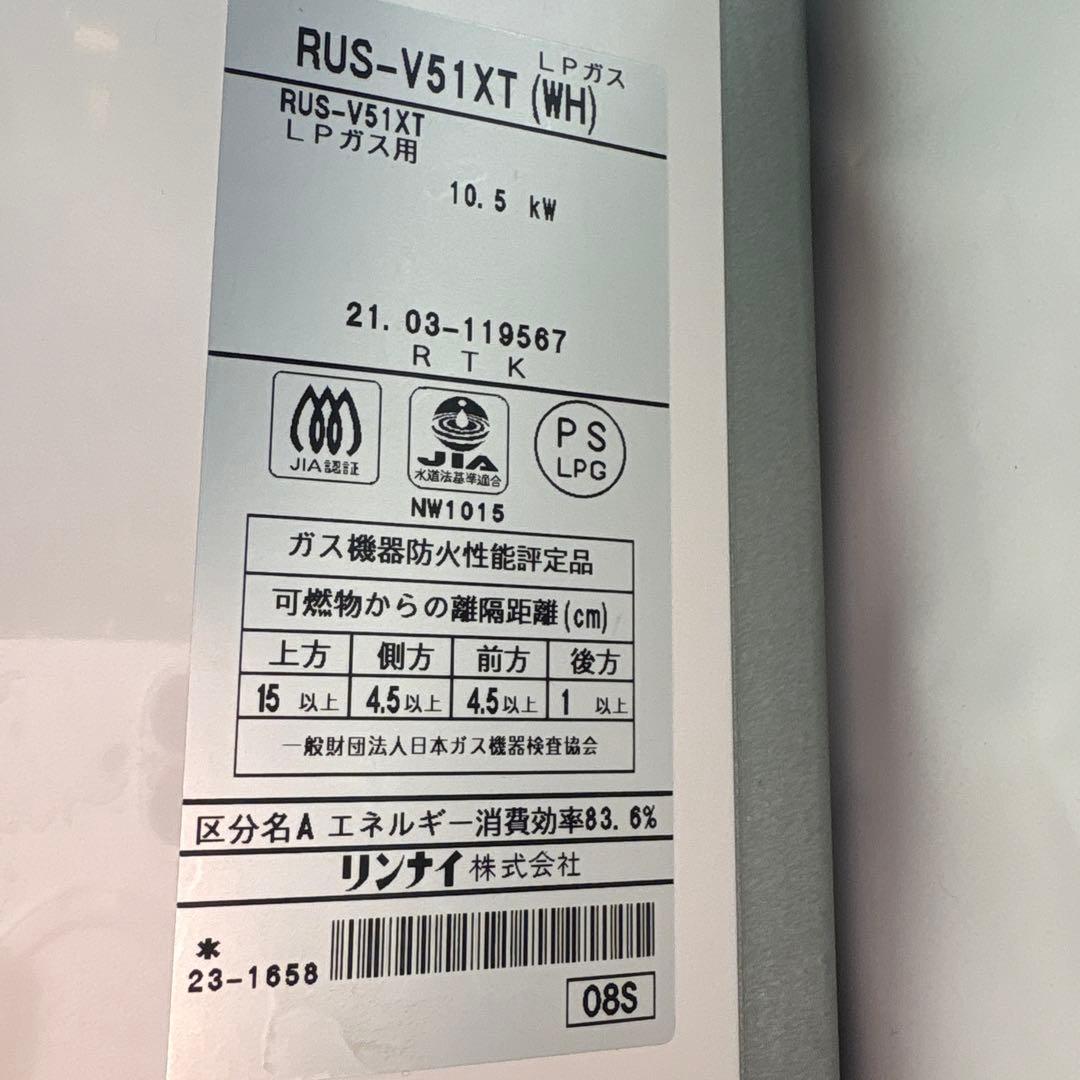 RUS-V51XT (WH) LPガス
RUS-V51XT
LPガス用
10.5 kW
21.03-119567
RTK
JIA認証
JIA
水道法基準適合
PS
LPG
NW1015
ガス機器防火性能評定品
可燃物からの離隔距離(cm)
上方 側方 前方 後方
15 以上 4.5以上 4.5以上 1 以上
一般財団法人日本ガス機器検査協会
区分名A エネルギー消費効率83.6%
リンナイ株式会社
*
23-1658
08S